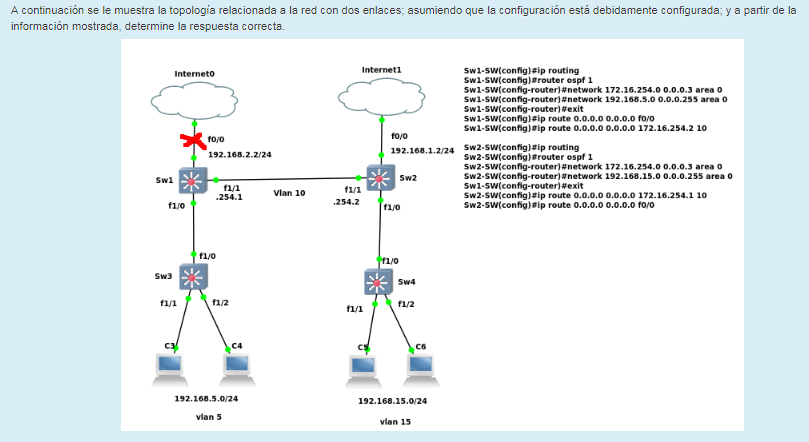 A continuación se le muestra la topología relacionada a la red con dos enlaces; asumiendo que la configuración está debidamente configurada; y a partir de la
información mostrada, determine la respuesta correcta.
Internet0
Internet1
f0/0
192.168.2.2/24
f0/0
192.168.1.2/24
Sw1
f1/1
.254.1
Vlan 10
f1/1
.254.2
Sw2
f1/0
f1/0
f1/0
f1/0
Sw3
Sw4
f1/1
f1/2
f1/1
f1/2
C3
C4
C5
C6
192.168.5.0/24
vlan 5
192.168.15.0/24
vlan 15
Sw1-SW(config)#ip routing
Sw1-SW(config)#router ospf 1
Sw1-SW(config-router)#network 172.16.254.0 0.0.0.3 area 0
Sw1-SW(config-router)#network 192.168.5.0 0.0.0.255 area 0
Sw1-SW(config-router)#exit
Sw1-SW(config)#ip route 0.0.0.0 0.0.0.0 f0/0
Sw1-SW(config)#ip route 0.0.0.0 0.0.0.0 172.16.254.2 10
Sw2-SW(config)#ip routing
Sw2-SW(config)#router ospf 1
Sw2-SW(config-router)#network 172.16.254.0 0.0.0.3 area 0
Sw2-SW(config-router)#network 192.168.15.0 0.0.0.255 area 0
Sw1-SW(config-router)#exit
Sw2-SW(config)#ip route 0.0.0.0 0.0.0.0 172.16.254.1 10
Sw2-SW(config)#ip route 0.0.0.0 0.0.0.0 f0/0